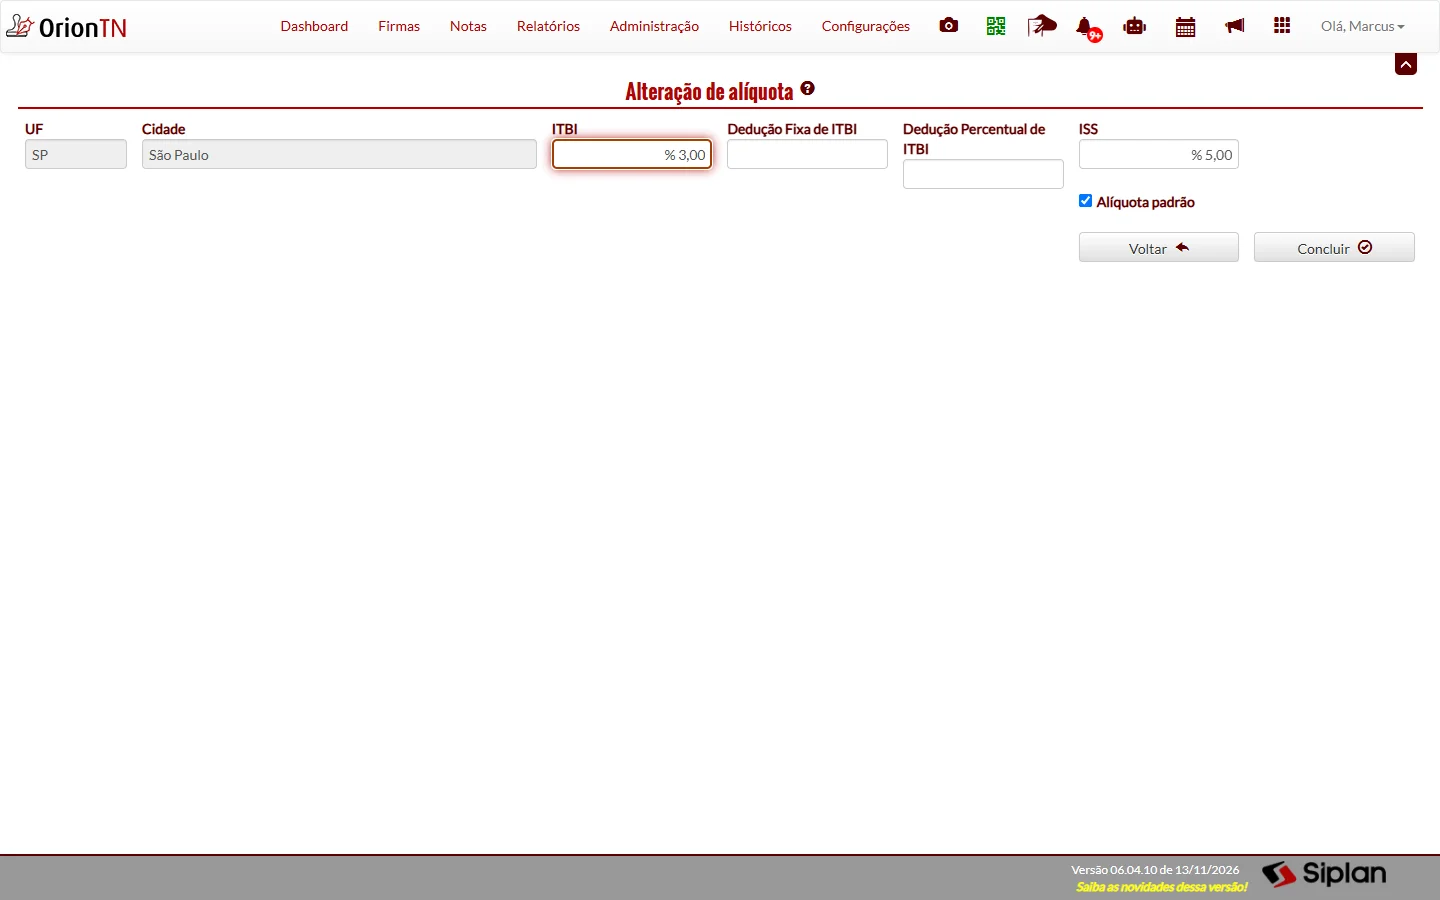 OrionTN
Dashboard
Firmas
Notas
Relatórios
Administração
Históricos
Configurações
9+
Olá, Marcus
Alteração de alíquota
UF
Cidade
ITBI
Dedução Fixa de ITBI
Dedução Percentual de
ITBI
ISS
SP
São Paulo
% 3,00
% 5,00
Alíquota padrão
Voltar
Concluir
Versão 06.04.10 de 13/11/2026
Saiba as novidades dessa versão!
Siplan